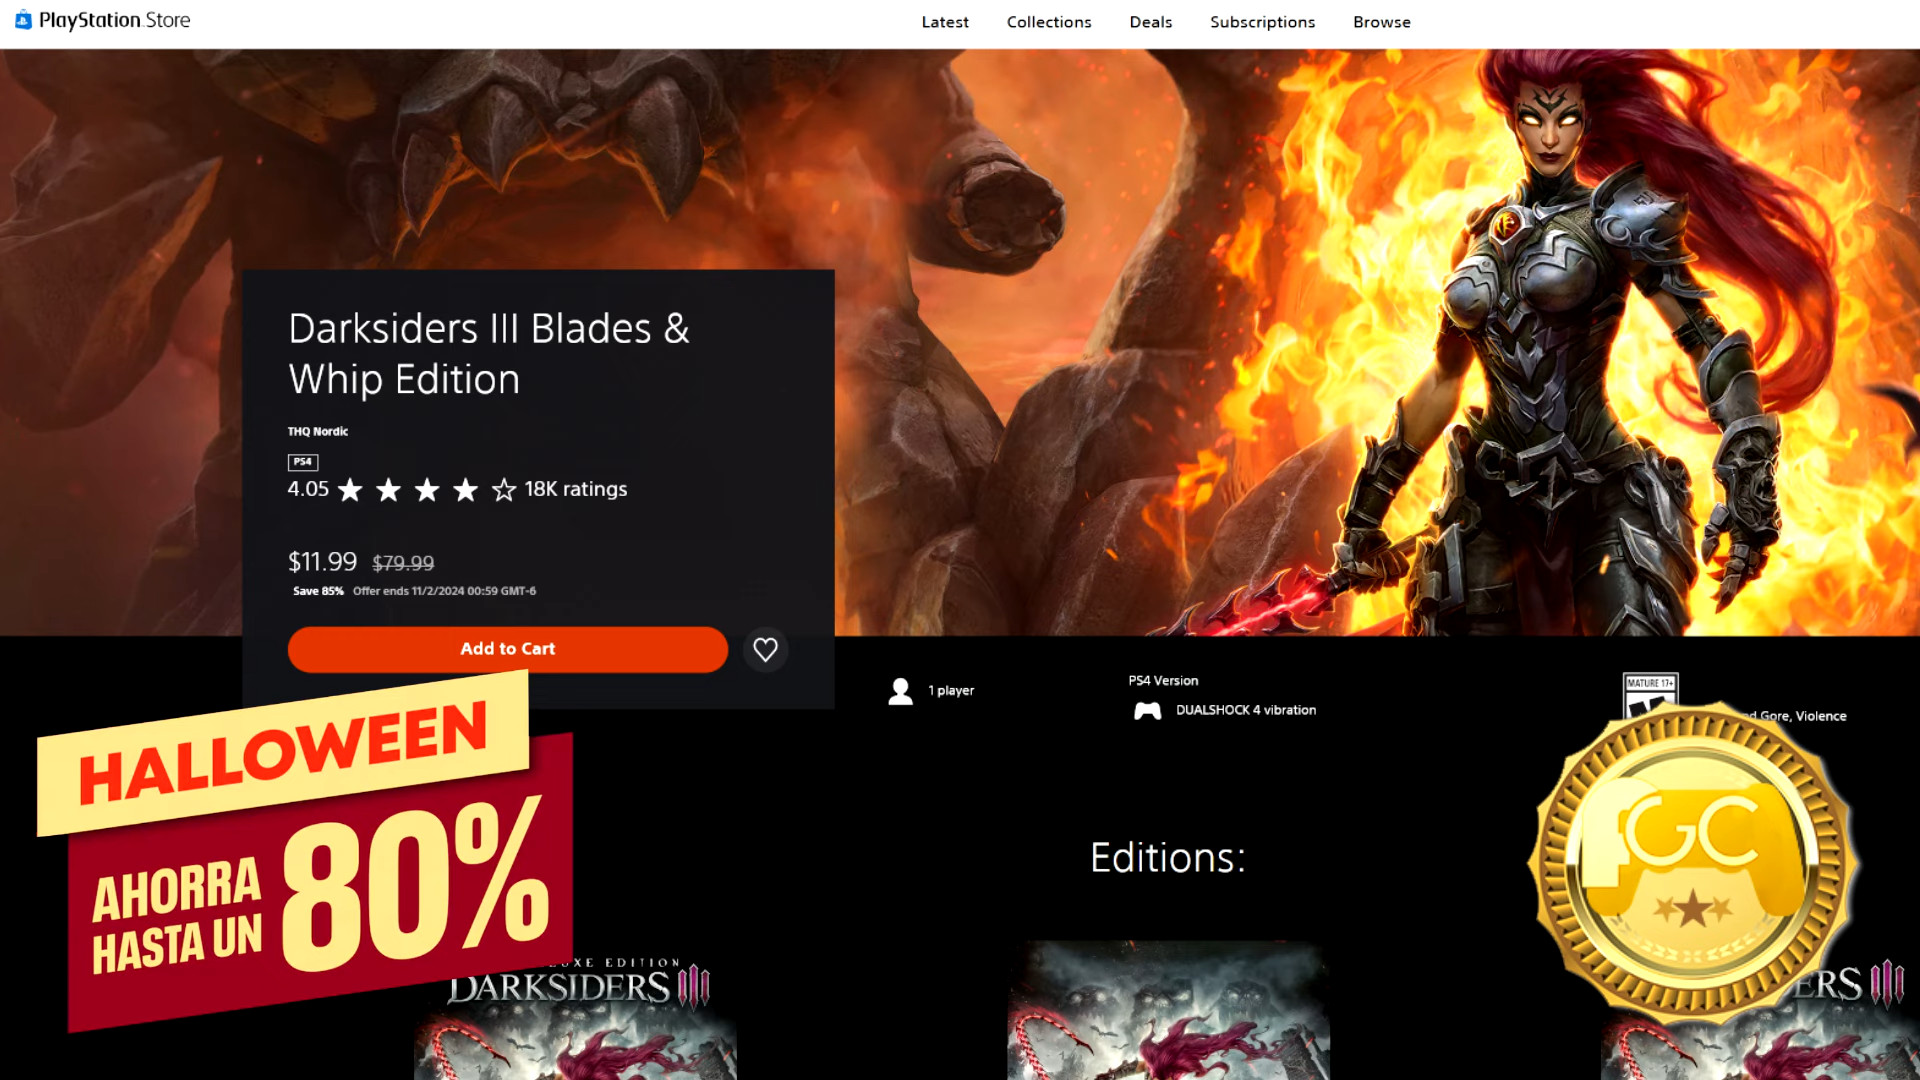 PlayStation Store
Latest
Collections
Deals
Subscriptions
Browse
Darksiders III Blades &
Whip Edition
THQ Nordic
PS4
4.05
18K ratings
$11.99 $79.99
Save 85% Offer ends 11/2/2024 00:59 GMT-6
Add to Cart
1 player
PS4 Version
DUALSHOCK 4 vibration
MATURE 17+
Gore, Violence
HALLOWEEN
AHORRA
HASTA UN
80%
Editions:
GC
EDITION
DARKSIDERS III